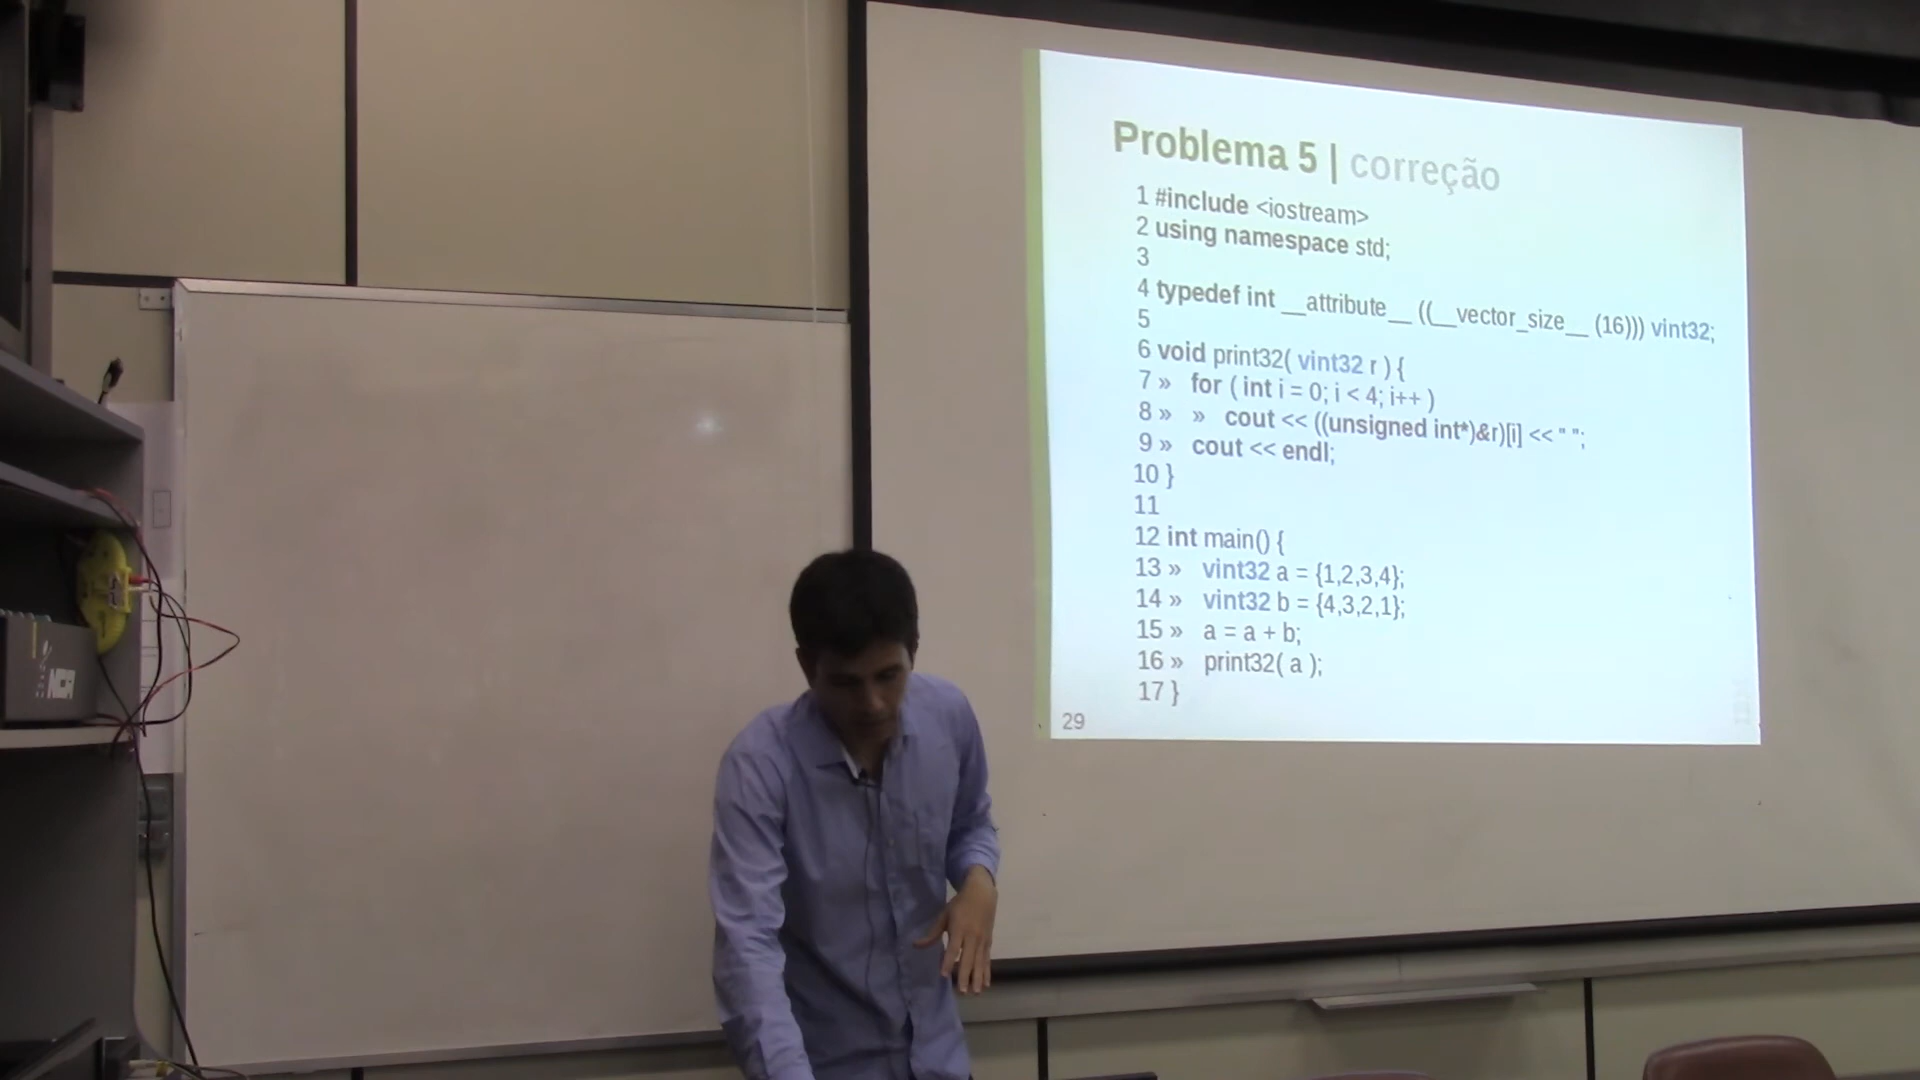 Problema 5 | correção
1 #include <iostream>
2 using namespace std;
3
4 typedef int __attribute__ ((__vector_size__ (16))) vint32;
5
6 void print32( vint32 r ) {
7 »   for ( int i = 0; i < 4; i++ )
8 »   »   cout << ((unsigned int*)&r)[i] << " ";
9 »   cout << endl;
10 }
11
12 int main() {
13 »   vint32 a = {1,2,3,4};
14 »   vint32 b = {4,3,2,1};
15 »   a = a + b;
16 »   print32( a );
17 }
29